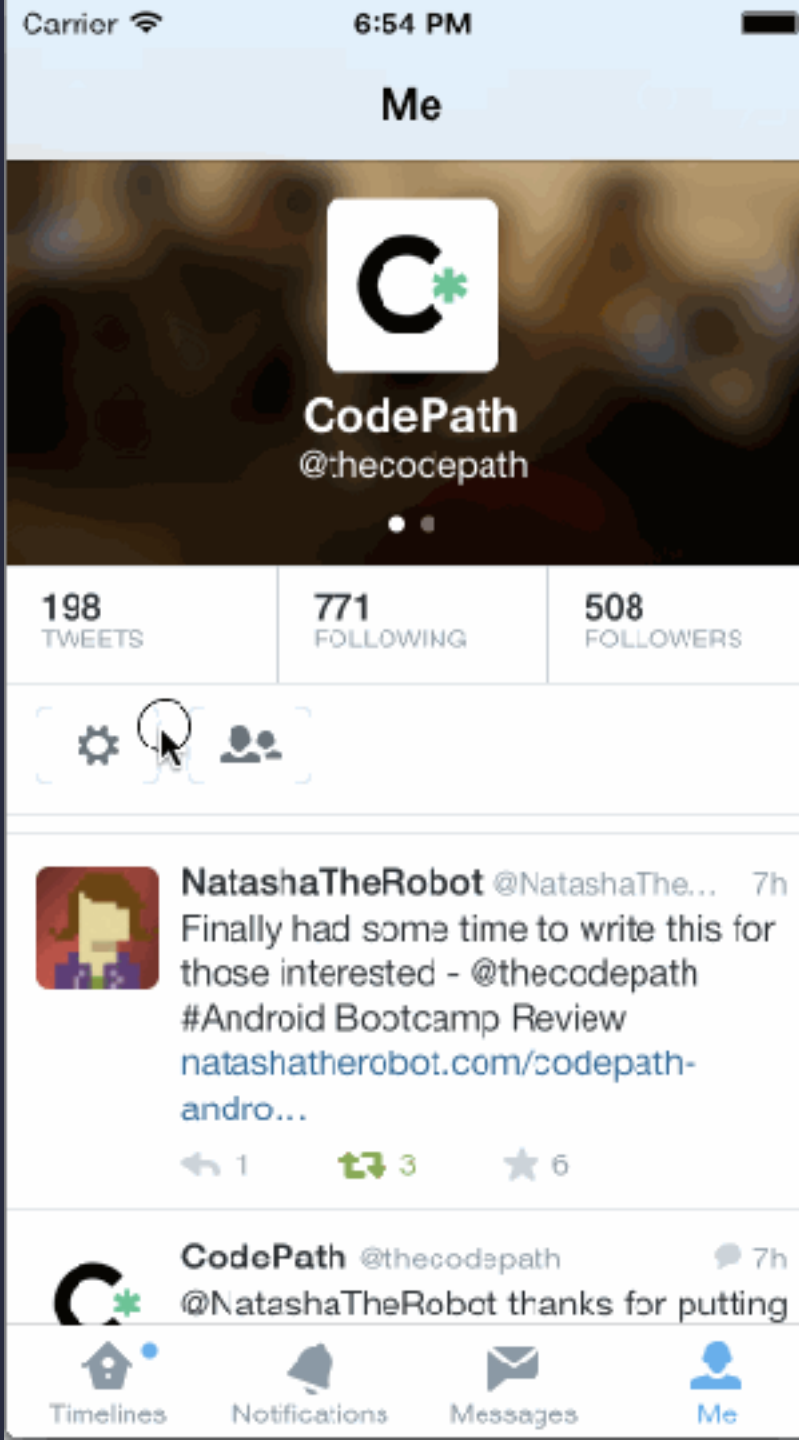 Carrier 6:54 PM
Me
C*
CodePath
@thecodepath
198 771 508
TWEETS FOLLOWING FOLLOWERS
NatashaTheRobot @NatashaThe... 7h
Finally had some time to write this for
those interested - @thecodepath
#Android Bootcamp Review
natashatherobot.com/codepath-
andro...
1 3 6
CodePath @thecodepath 7h
C*
@NatashaTheRobot thanks for putting
Timelines Notifications Messages Me